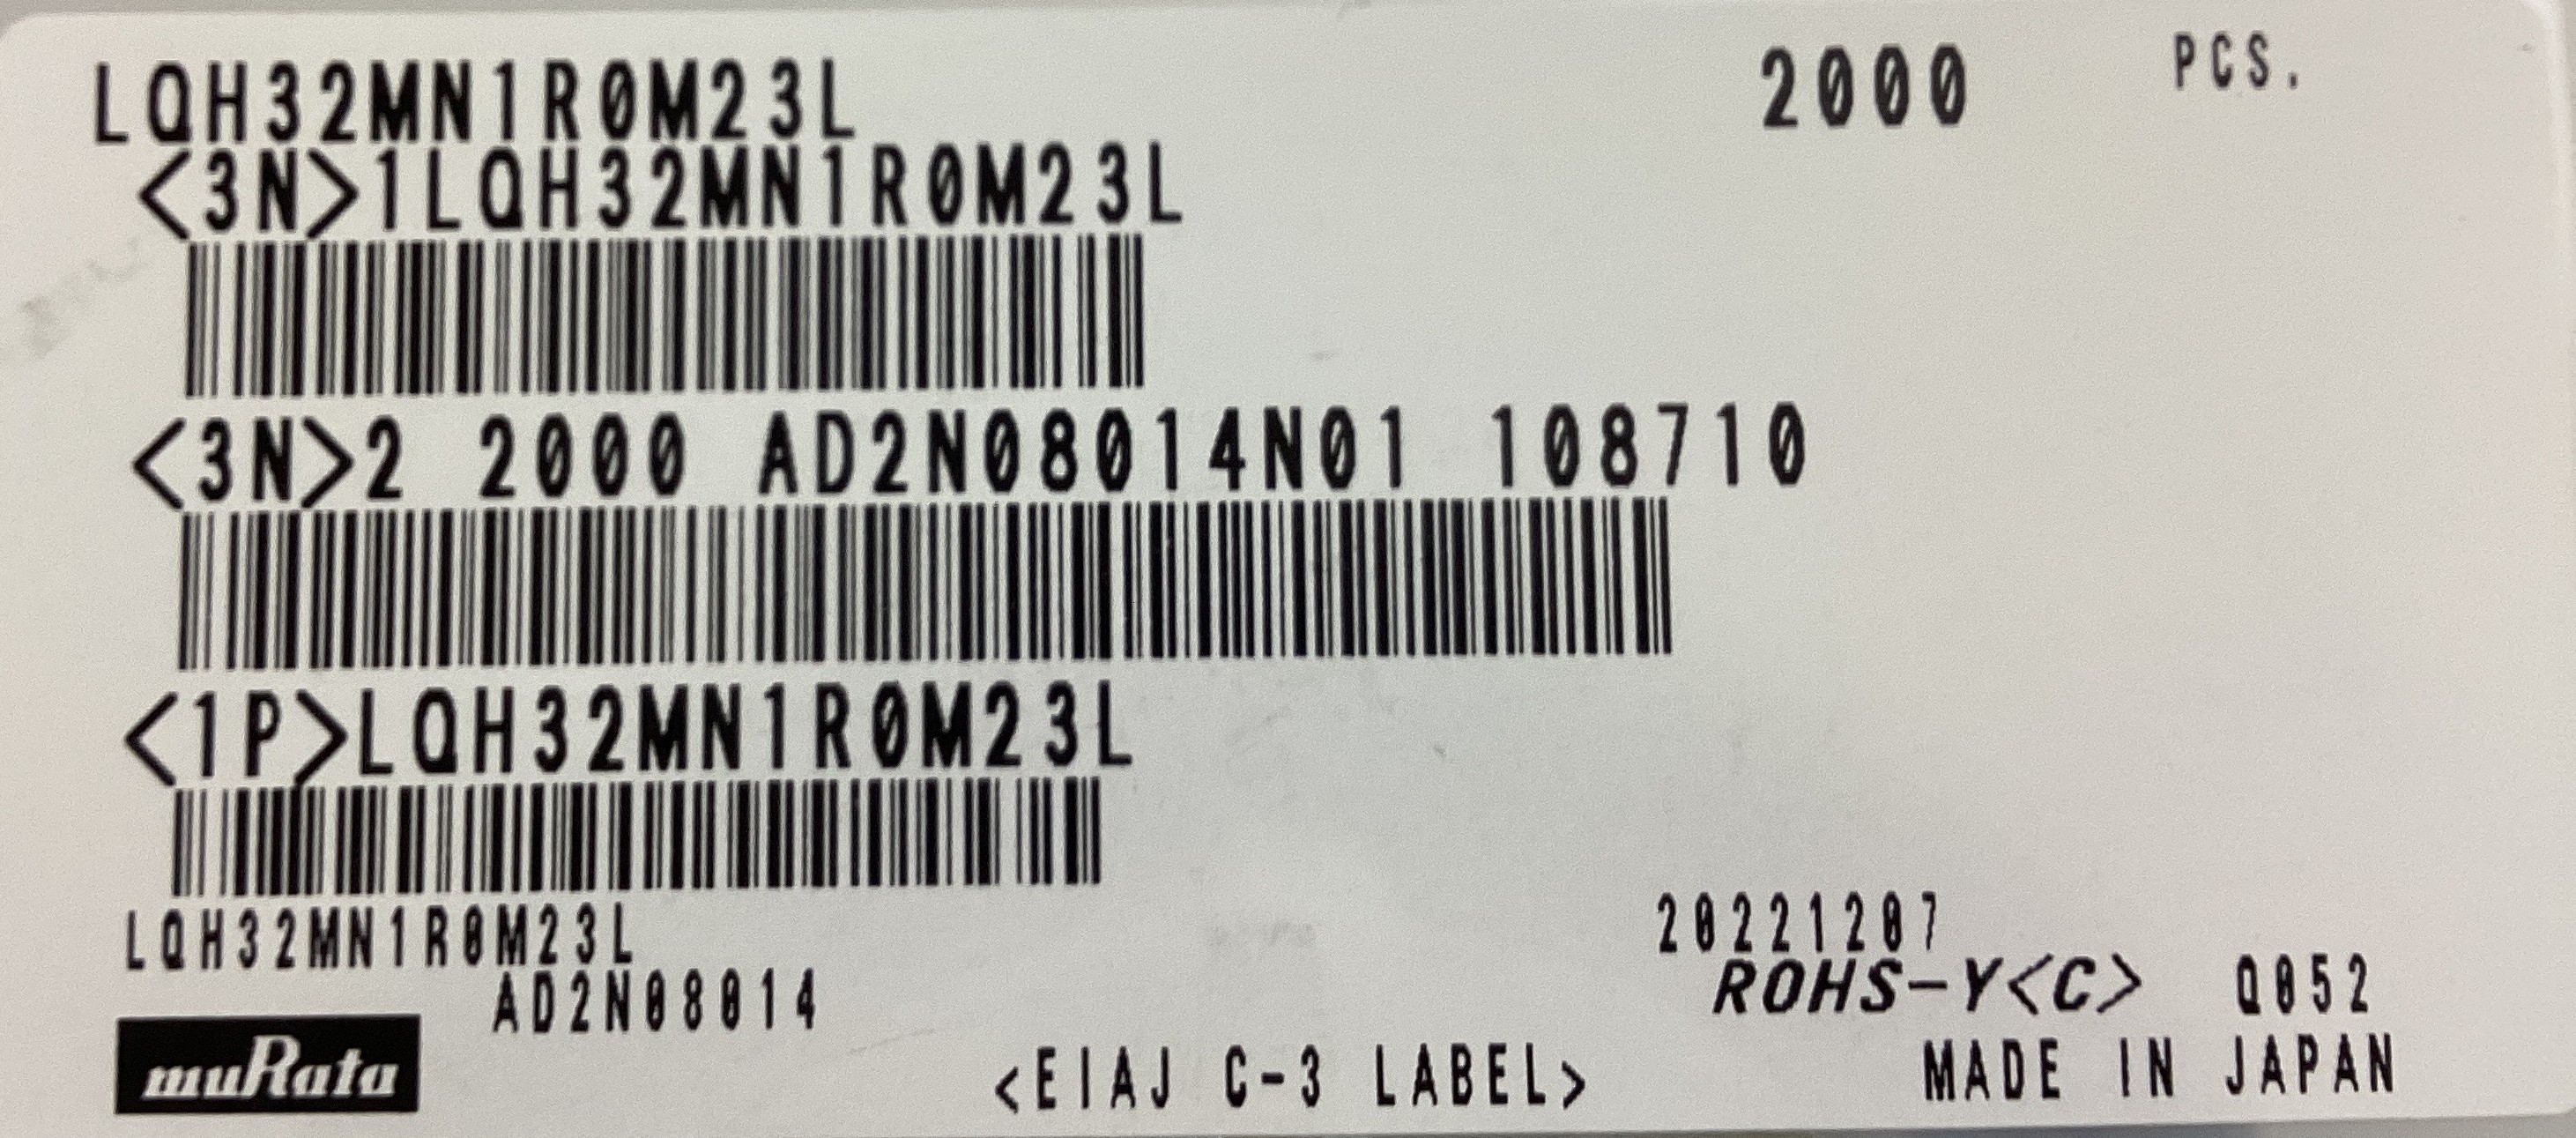 LQH32MN1R0M23L 2000 PCS.
<3N>1LQH32MN1R0M23L
<3N>2 2000 AD2N08014N01 108710
<1P>LQH32MN1R0M23L
LQH32MN1R0M23L 20221207
AD2N08014 ROHS-Y<C> Q052
muRata <EIAJ C-3 LABEL> MADE IN JAPAN